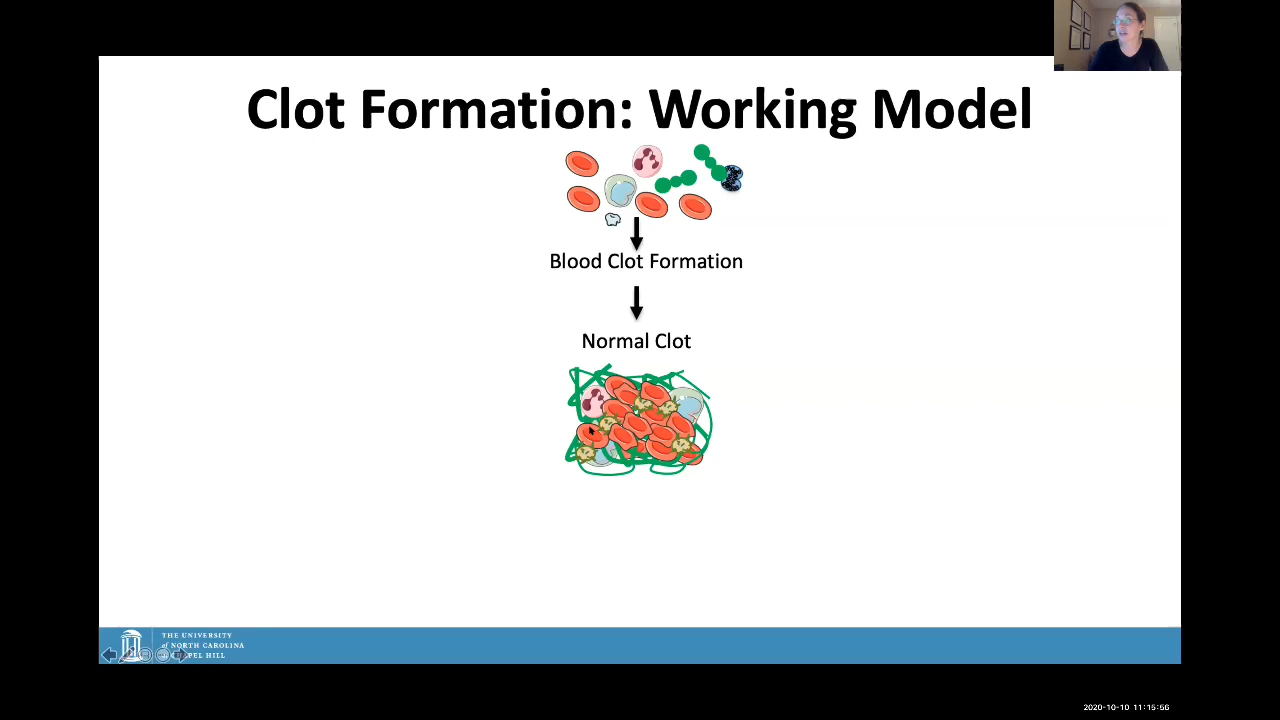 Clot Formation: Working Model
Blood Clot Formation
Normal Clot
THE UNIVERSITY
of NORTH CAROLINA
HILL
2020-10-10 11:15:56